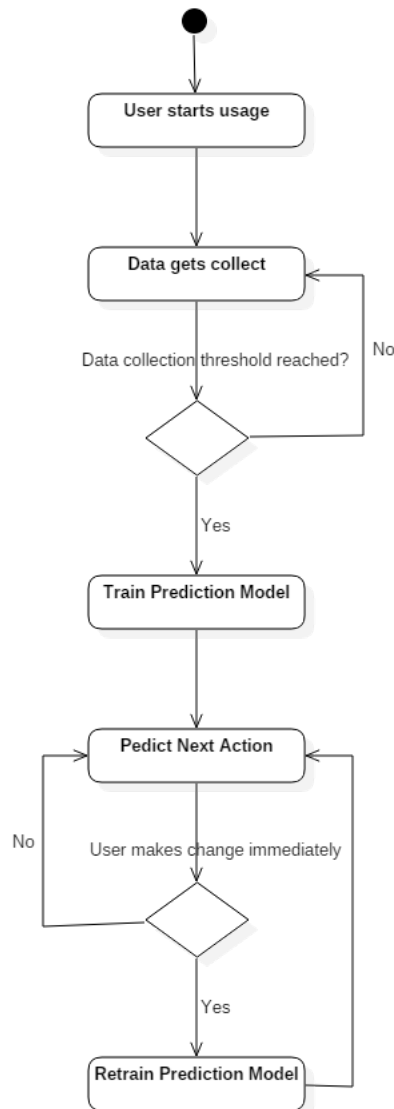 User starts usage
Data gets collect
Data collection threshold reached?
No
Yes
Train Prediction Model
Pedict Next Action
No
User makes change immediately
Yes
Retrain Prediction Model